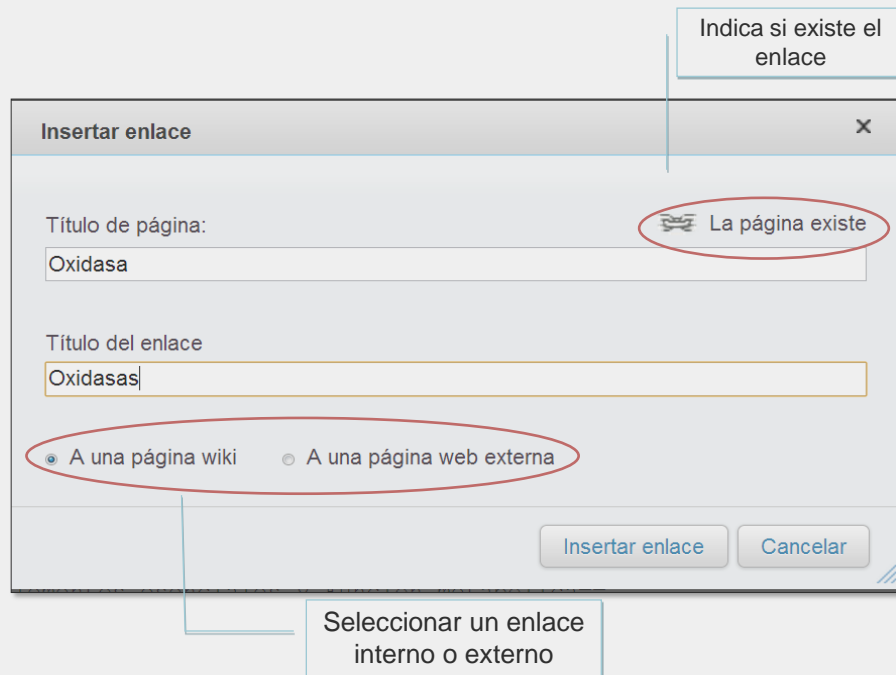 Indica si existe el
enlace
Insertar enlace
Título de página:
La página existe
Oxidasa
Título del enlace
Oxidasas
A una página wiki
A una página web externa
Insertar enlace
Cancelar
Seleccionar un enlace
interno o externo